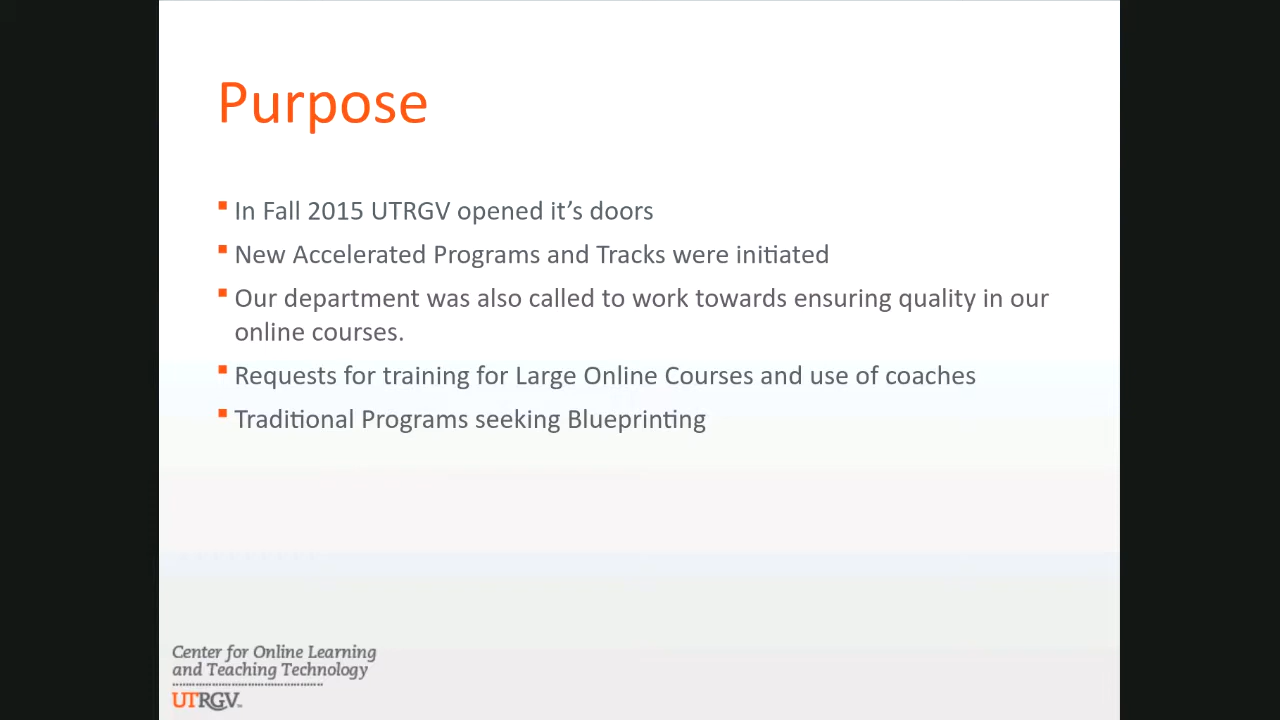 Purpose
In Fall 2015 UTRGV opened it’s doors
New Accelerated Programs and Tracks were initiated
Our department was also called to work towards ensuring quality in our
online courses.
Requests for training for Large Online Courses and use of coaches
Traditional Programs seeking Blueprinting
Center for Online Learning
and Teaching Technology
UTRGV™